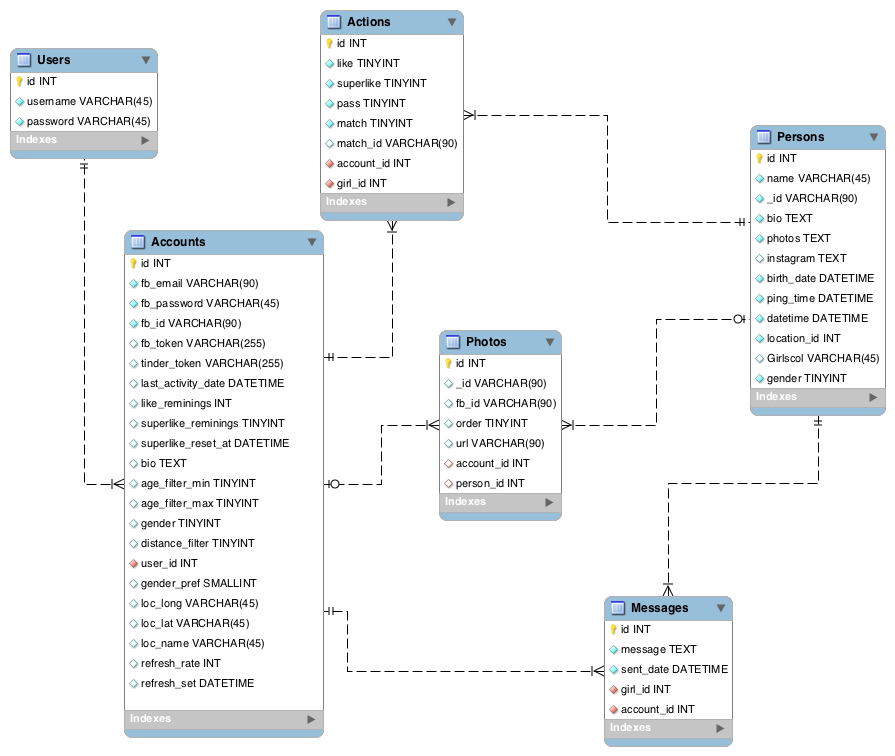 Users
id INT
username VARCHAR(45)
password VARCHAR(45)
Indexes
Actions
id INT
like TINYINT
superlike TINYINT
pass TINYINT
match TINYINT
match_id VARCHAR(90)
account_id INT
girl_id INT
Indexes
Persons
id INT
name VARCHAR(45)
_id VARCHAR(90)
bio TEXT
photos TEXT
instagram TEXT
birth_date DATETIME
ping_time DATETIME
datetime DATETIME
location_id INT
Girlscol VARCHAR(45)
gender TINYINT
Indexes
Accounts
id INT
fb_email VARCHAR(90)
fb_password VARCHAR(45)
fb_id VARCHAR(90)
fb_token VARCHAR(255)
tinder_token VARCHAR(255)
last_activity_date DATETIME
like_reminings INT
superlike_reminings TINYINT
superlike_reset_at DATETIME
bio TEXT
age_filter_min TINYINT
age_filter_max TINYINT
gender TINYINT
distance_filter TINYINT
user_id INT
gender_pref SMALLINT
loc_long VARCHAR(45)
loc_lat VARCHAR(45)
loc_name VARCHAR(45)
refresh_rate INT
refresh_set DATETIME
Indexes
Photos
id INT
_id VARCHAR(90)
fb_id VARCHAR(90)
order TINYINT
url VARCHAR(90)
account_id INT
person_id INT
Indexes
Messages
id INT
message TEXT
sent_date DATETIME
girl_id INT
account_id INT
Indexes